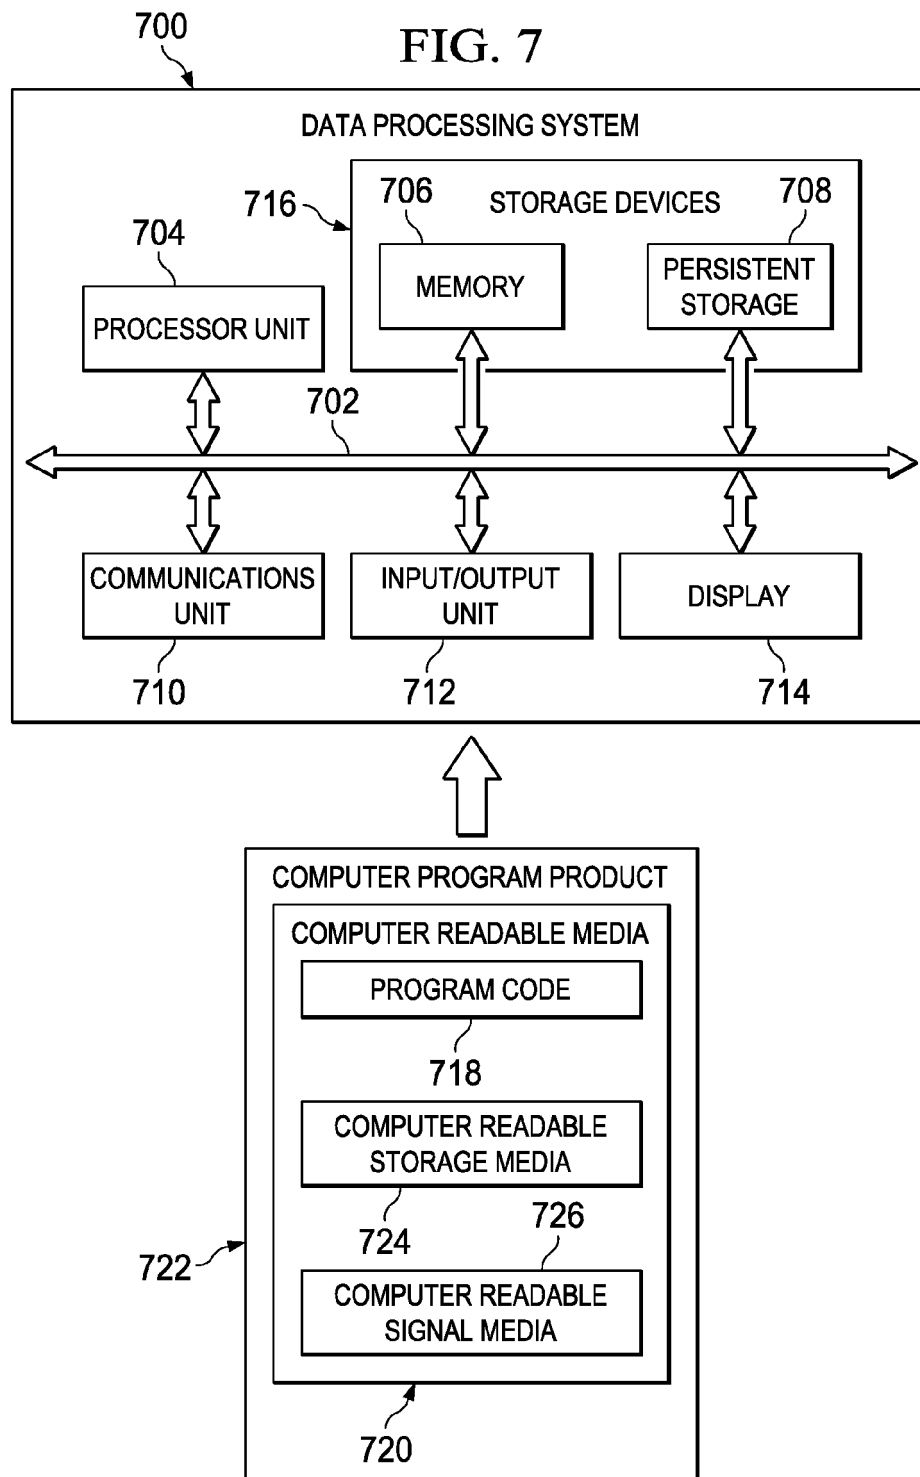 FIG. 7
700
DATA PROCESSING SYSTEM
716
706
STORAGE DEVICES
708
704
MEMORY
PERSISTENT
STORAGE
PROCESSOR UNIT
702
COMMUNICATIONS
UNIT
INPUT/OUTPUT
UNIT
DISPLAY
710
712
714
COMPUTER PROGRAM PRODUCT
COMPUTER READABLE MEDIA
PROGRAM CODE
718
COMPUTER READABLE
STORAGE MEDIA
724
726
722
COMPUTER READABLE
SIGNAL MEDIA
720